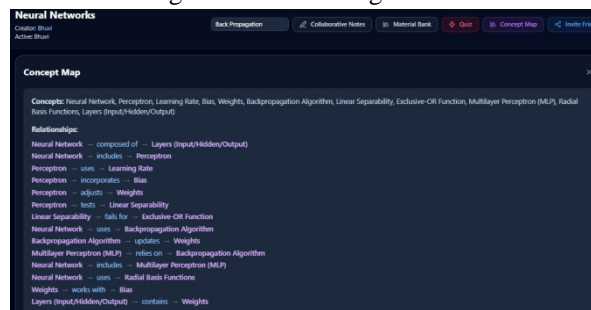 Neural Networks
Creator: Bhuvi
Active: Bhuvi
Back Propagation
Collaborative Notes
Material Bank
Quiz
Concept Map
Invite Frie
Concept Map
Concepts: Neural Network, Perceptron, Learning Rate, Bias, Weights, Backpropagation Algorithm, Linear Separability, Exclusive-OR Function, Multilayer Perceptron (MLP), Radial
Basis Functions, Layers (Input/Hidden/Output)
Relationships:
Neural Network → composed of → Layers (Input/Hidden/Output)
Neural Network → includes → Perceptron
Perceptron → uses → Learning Rate
Perceptron → incorporates → Bias
Perceptron → adjusts → Weights
Perceptron → tests → Linear Separability
Linear Separability → fails for → Exclusive-OR Function
Neural Network → uses → Backpropagation Algorithm
Backpropagation Algorithm → updates → Weights
Multilayer Perceptron (MLP) → relies on → Backpropagation Algorithm
Neural Network → includes → Multilayer Perceptron (MLP)
Neural Network → uses → Radial Basis Functions
Weights → works with → Bias
Layers (Input/Hidden/Output) → contains → Weights